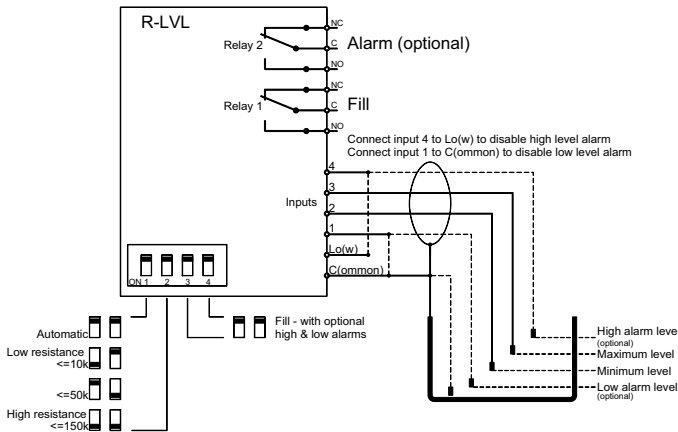 R-LVL
Relay 2
NC
C
NO
Alarm (optional)
Relay 1
NC
C
NO
Fill
Connect input 4 to Lo(w) to disable high level alarm
Connect input 1 to C(ommon) to disable low level alarm
Inputs
4
3
2
1
Lo(w)
C(ommon)
ON 1 2 3 4
Automatic
Low resistance
<=10k
<=50k
High resistance
<=150k
Fill - with optional
high & low alarms
High alarm leve
(optional)
Maximum level
Minimum level
Low alarm level
(optional)